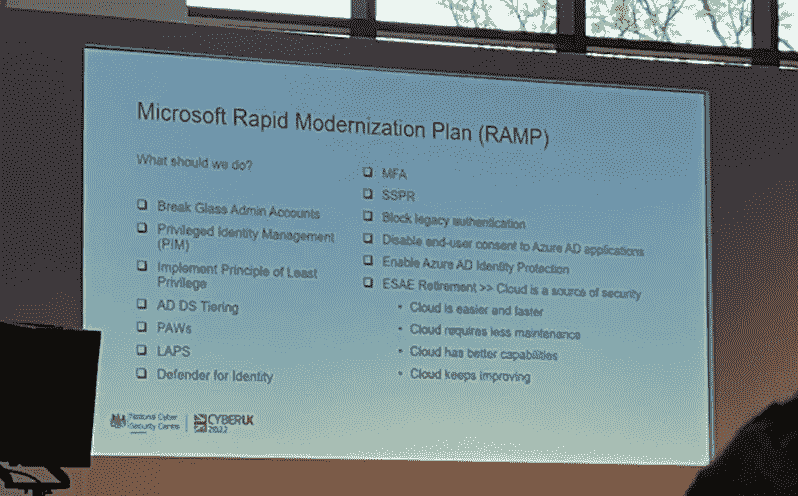 Microsoft Rapid Modernization Plan (RAMP)
What should we do?
❑ Break Glass Admin Accounts
❑ Privileged Identity Management
(PIM)
❑ Implement Principle of Least
Privilege
❑ AD DS Tiering
❑ PAWs
❑ LAPS
❑ Defender for Identity
❑ MFA
❑ SSPR
❑ Block legacy authentication
❑ Disable end-user consent to Azure AD applications
❑ Enable Azure AD Identity Protection
❑ ESAE Retirement >> Cloud is a source of security
• Cloud is easier and faster
• Cloud requires less maintenance
• Cloud has better capabilities
• Cloud keeps improving
National Cyber
Security Centre
CYBERUK
2022